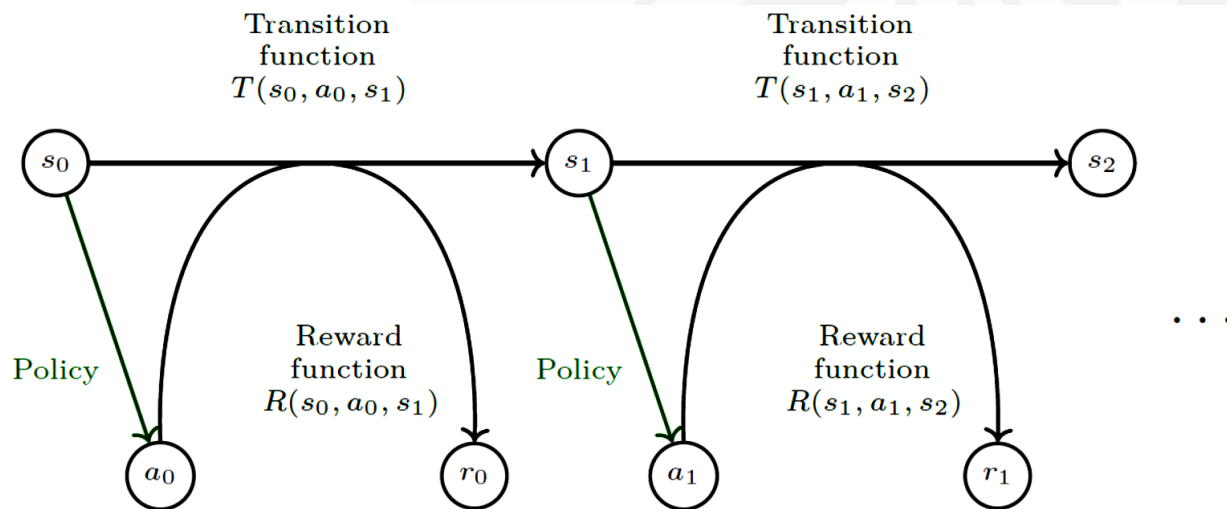 Transition
function
T(s₀, a₀, s₁)
Transition
function
T(s₁, a₁, s₂)
s₀
s₁
s₂
Policy
Reward
function
R(s₀, a₀, s₁)
Policy
Reward
function
R(s₁, a₁, s₂)
. . .
a₀
r₀
a₁
r₁